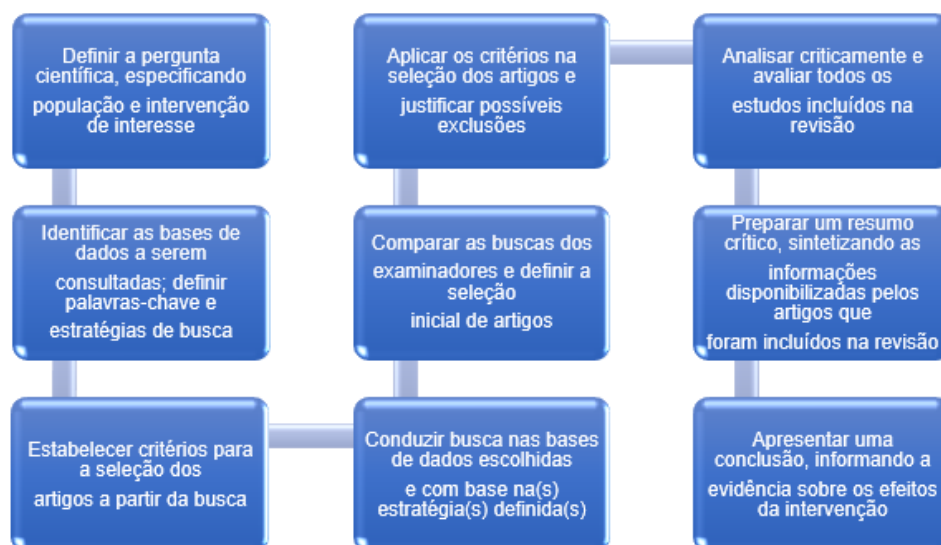 Definir a pergunta
científica, especificando
população e intervenção
de interesse
Identificar as bases de
dados a serem
consultadas; definir
palavras-chave e
estratégias de busca
Estabelecer critérios para
a seleção dos
artigos a partir da busca
Conduzir busca nas bases
de dados escolhidas
e com base na(s)
estratégia(s) definida(s)
Comparar as buscas dos
examinadores e definir a
seleção
inicial de artigos
Aplicar os critérios na
seleção dos artigos e
justificar possíveis
exclusões
Analisar criticamente e
avaliar todos os
estudos incluídos na
revisão
Preparar um resumo
crítico, sintetizando as
informações
disponibilizadas pelos
artigos que
foram incluídos na revisão
Apresentar uma
conclusão, informando a
evidência sobre os efeitos
da intervenção